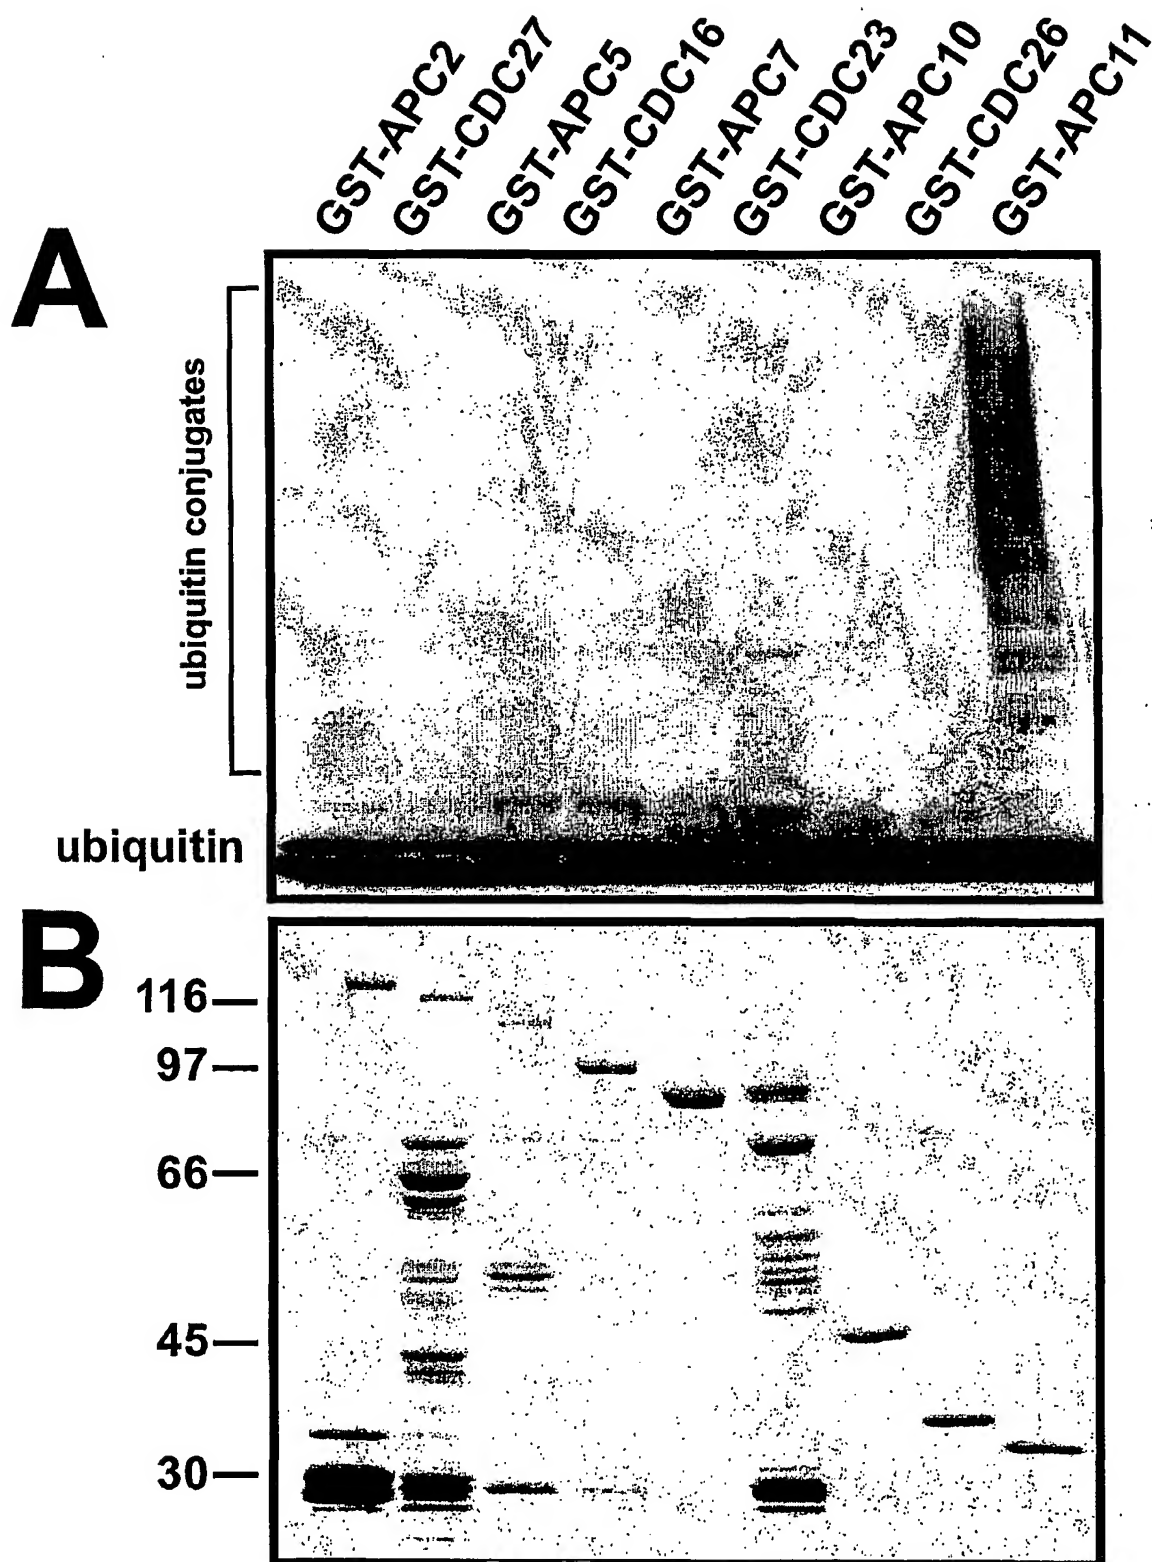 GST-APC2
GST-CDC27
GST-APC5
GST-CDC16
GST-APC7
GST-CDC23
GST-APC10
GST-CDC26
GST-APC11
A
ubiquitin conjugates
ubiquitin
B
116
97
66
45
30